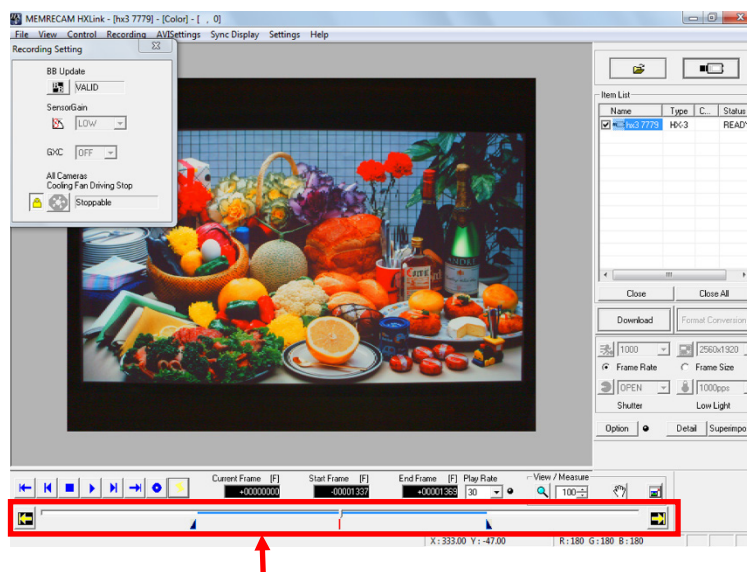 MEMRECAM HXLink - [hx3 7779] - [Color] - [ , 0]
File View Control Recording AVISettings Sync Display Settings Help
Recording Setting
BB Update
VALID
SensorGain
LOW
GXC OFF
All Cameras
Cooling Fan Driving Stop
Stoppable
Item List
Name Type C... Status
hx3 7779 HX-3 READY
Close Close All
Download Format Conversion
1000 2560x1920
Frame Rate Frame Size
OPEN 1000pps
Shutter Low Light
Option Detail Superimpo
Current Frame [F] Start Frame [F] End Frame [F] Play Rate View / Measure
+00000000 -00001337 +00001369 30 100
X : 333.00 Y : -47.00 R : 180 G : 180 B : 180